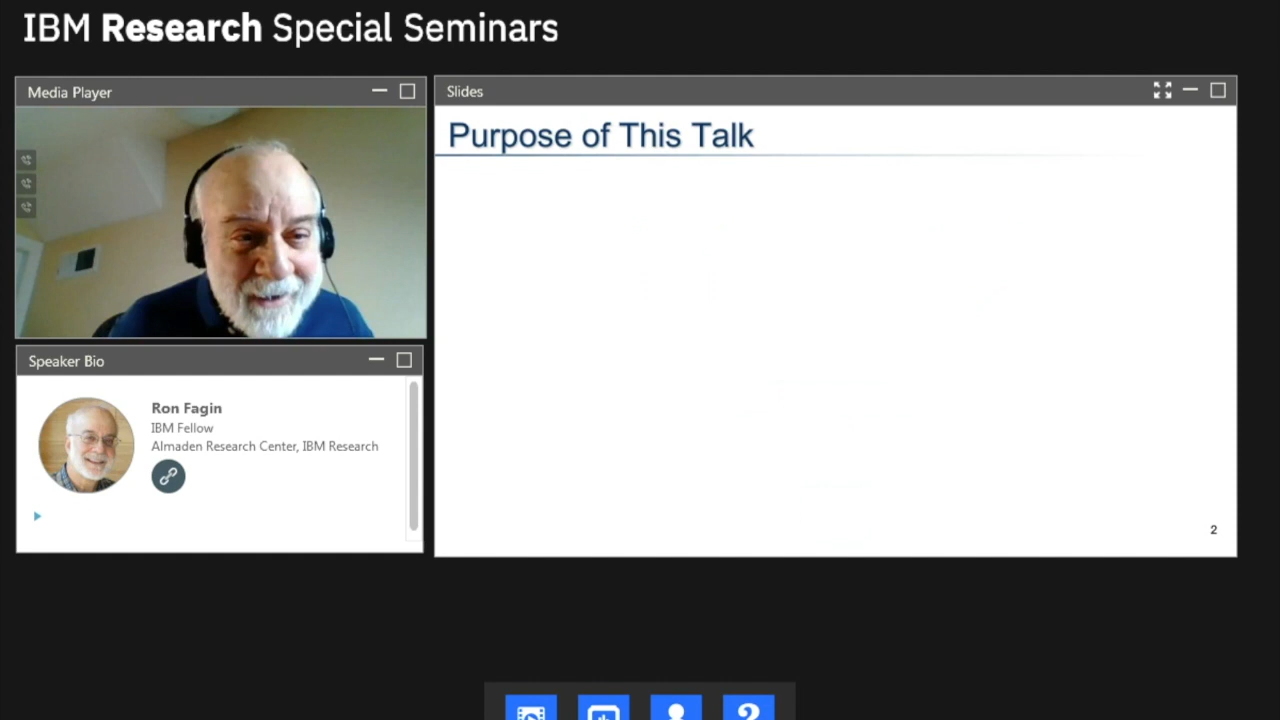 IBM Research Special Seminars
Media Player
Slides
Purpose of This Talk
Speaker Bio
Ron Fagin
IBM Fellow
Almaden Research Center, IBM Research
2
?